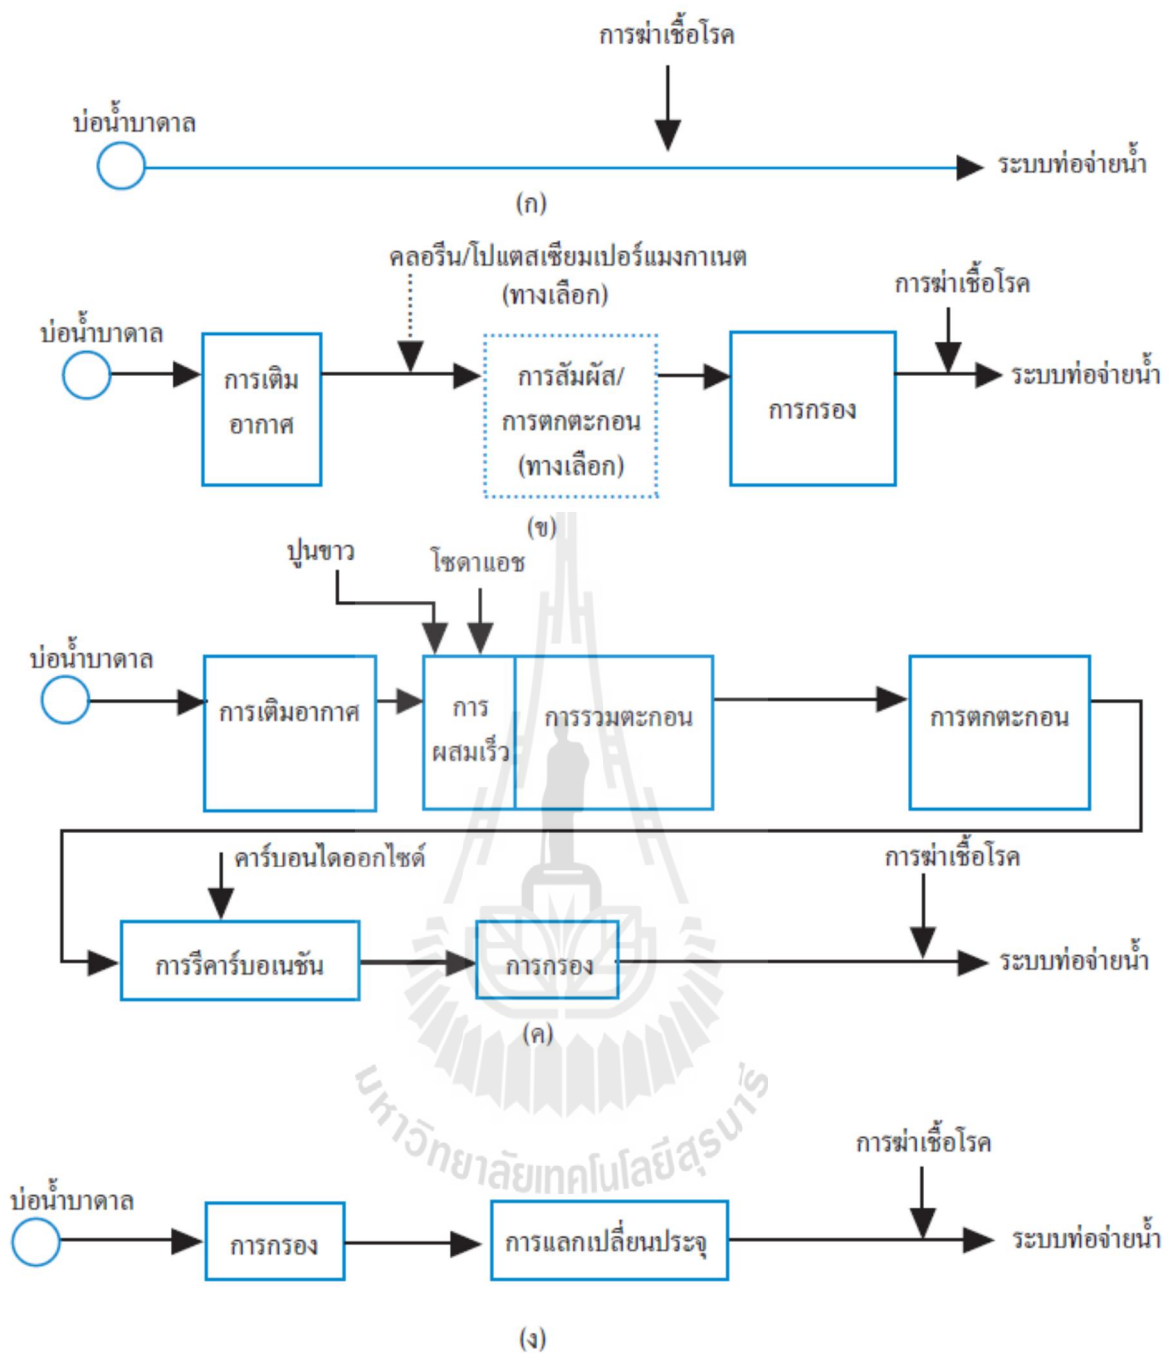 การฆ่าเชื้อโรค
บ่อน้ำบาดาล
ระบบท่อจ่ายน้ำ
(ก)
คลอรีน/โปแตสเซียมเปอร์แมงกาเนต
(ทางเลือก)
การฆ่าเชื้อโรค
บ่อน้ำบาดาล
การเติม
อากาศ
การสัมผัส/
การตกตะกอน
(ทางเลือก)
การกรอง
ระบบท่อจ่ายน้ำ
(ข)
ปูนขาว
โซดาแอช
บ่อน้ำบาดาล
การเติมอากาศ
การ
ผสมเร็ว
การรวมตะกอน
การตกตะกอน
คาร์บอนไดออกไซด์
การฆ่าเชื้อโรค
การรีคาร์บอเนชัน
การกรอง
ระบบท่อจ่ายน้ำ
(ค)
มหาวิทยาลัยเทคโนโลยีสุรนารี
การฆ่าเชื้อโรค
บ่อน้ำบาดาล
การกรอง
การแลกเปลี่ยนประจุ
ระบบท่อจ่ายน้ำ
(ง)